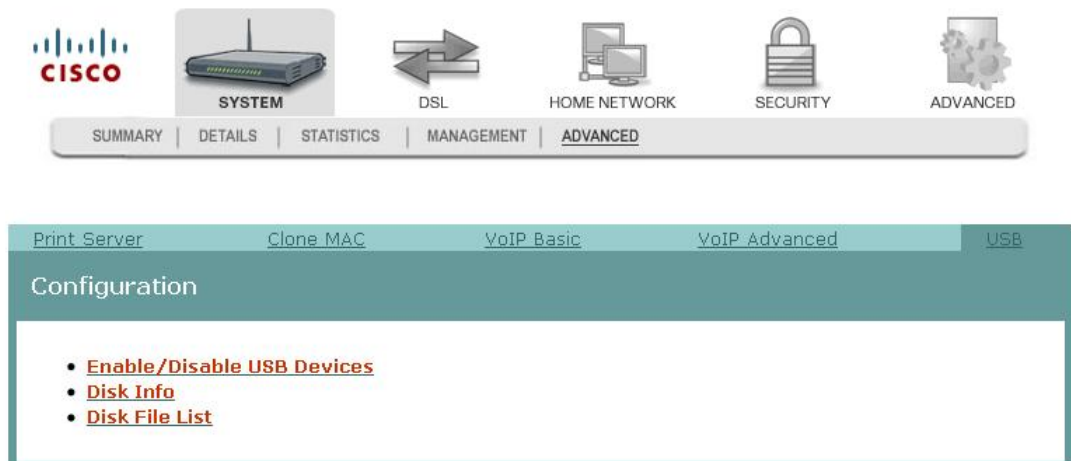 CISCO
SYSTEM DSL HOME NETWORK SECURITY ADVANCED
SUMMARY | DETAILS | STATISTICS | MANAGEMENT | ADVANCED
Print Server Clone MAC VoIP Basic VoIP Advanced USB
Configuration
• Enable/Disable USB Devices
• Disk Info
• Disk File List